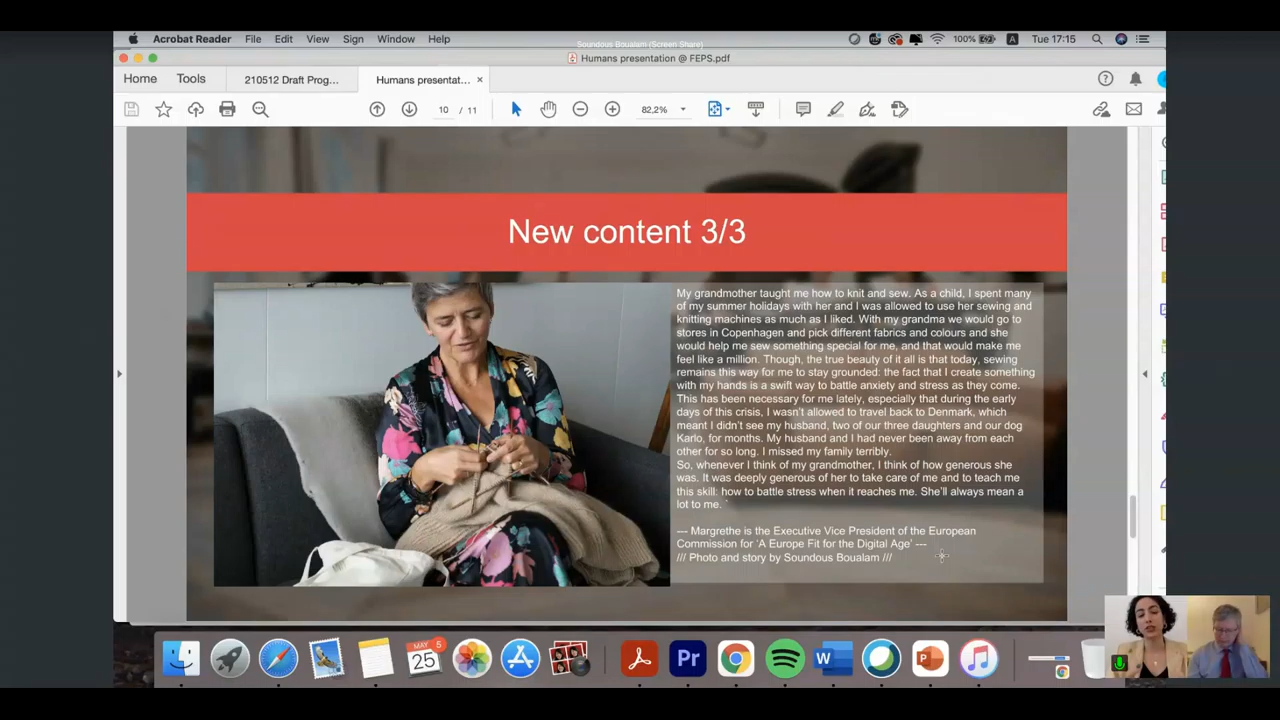 Acrobat Reader File Edit View Sign Window Help 100% A Tue 17:15
Soundous Boualam (Screen Share)
Humans presentation @ FEPS.pdf
Home Tools 210512 Draft Prog... Humans presentat... ×
10 / 11 82,2%
New content 3/3
My grandmother taught me how to knit and sew. As a child, I spent many
of my summer holidays with her and I was allowed to use her sewing and
knitting machines as much as I liked. With my grandma we would go to
stores in Copenhagen and pick different fabrics and colours and she
would help me sew something special for me, and that would make me
feel like a million. Though, the true beauty of it all is that today, sewing
remains this way for me to stay grounded: the fact that I create something
with my hands is a swift way to battle anxiety and stress as they come.
This has been necessary for me lately, especially that during the early
days of this crisis, I wasn't allowed to travel back to Denmark, which
meant I didn't see my husband, two of our three daughters and our dog
Karlo, for months. My husband and I had never been away from each
other for so long. I missed my family terribly.
So, whenever I think of my grandmother, I think of how generous she
was. It was deeply generous of her to take care of me and to teach me
this skill: how to battle stress when it reaches me. She'll always mean a
lot to me.
--- Margrethe is the Executive Vice President of the European
Commission for 'A Europe Fit for the Digital Age' ---
/// Photo and story by Soundous Boualam ///
MAY 5
25
Pr
W
P